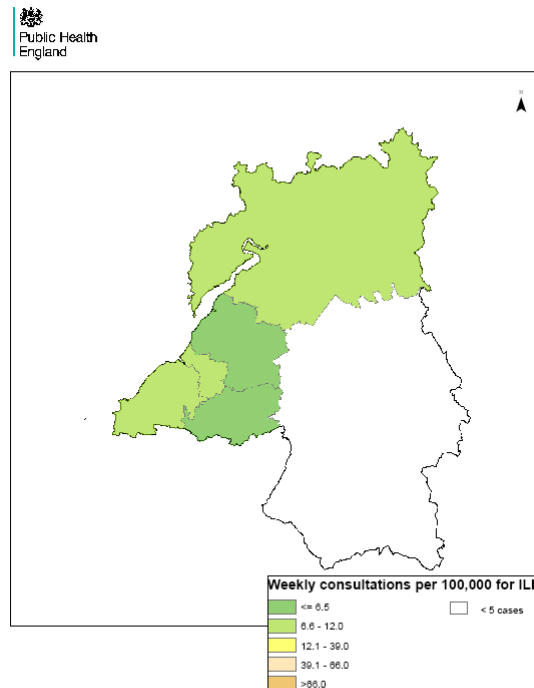 Public Health
England
N
Weekly consultations per 100,000 for ILI
<= 6.5
< 5 cases
6.6 - 12.0
12.1 - 39.0
39.1 - 66.0
>66.0